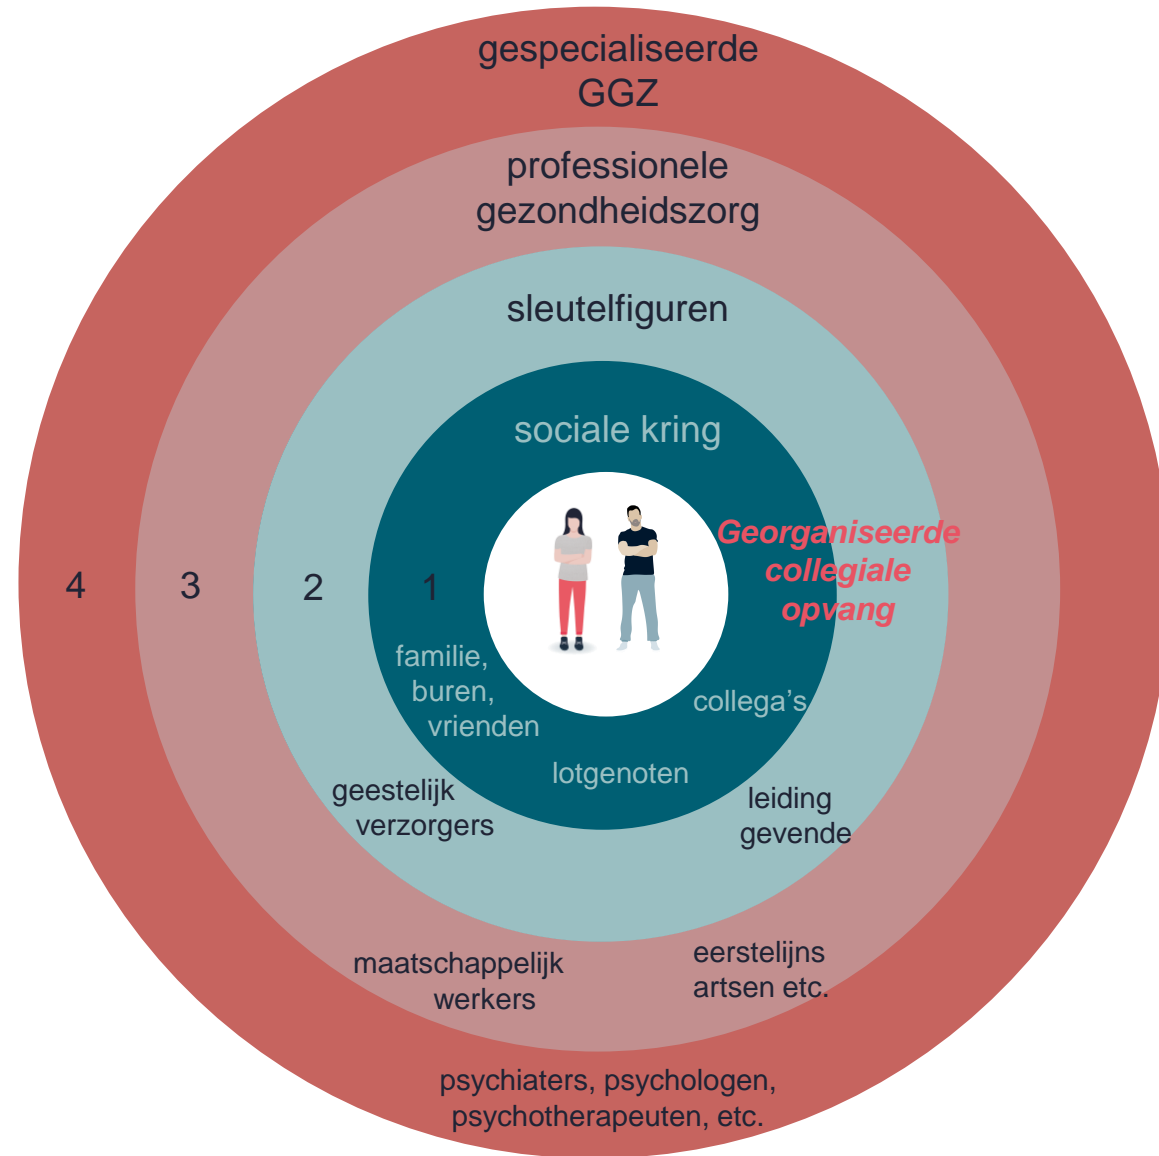 gespecialiseerde
GGZ
professionele
gezondheidszorg
sleutelfiguren
sociale kring
Georganiseerde
collegiale
opvang
4 3 2 1
familie,
buren,
vrienden
collega’s
lotgenoten
geestelijk
verzorgers
leiding
gevende
maatschappelijk
werkers
eerstelijns
artsen etc.
psychiaters, psychologen,
psychotherapeuten, etc.